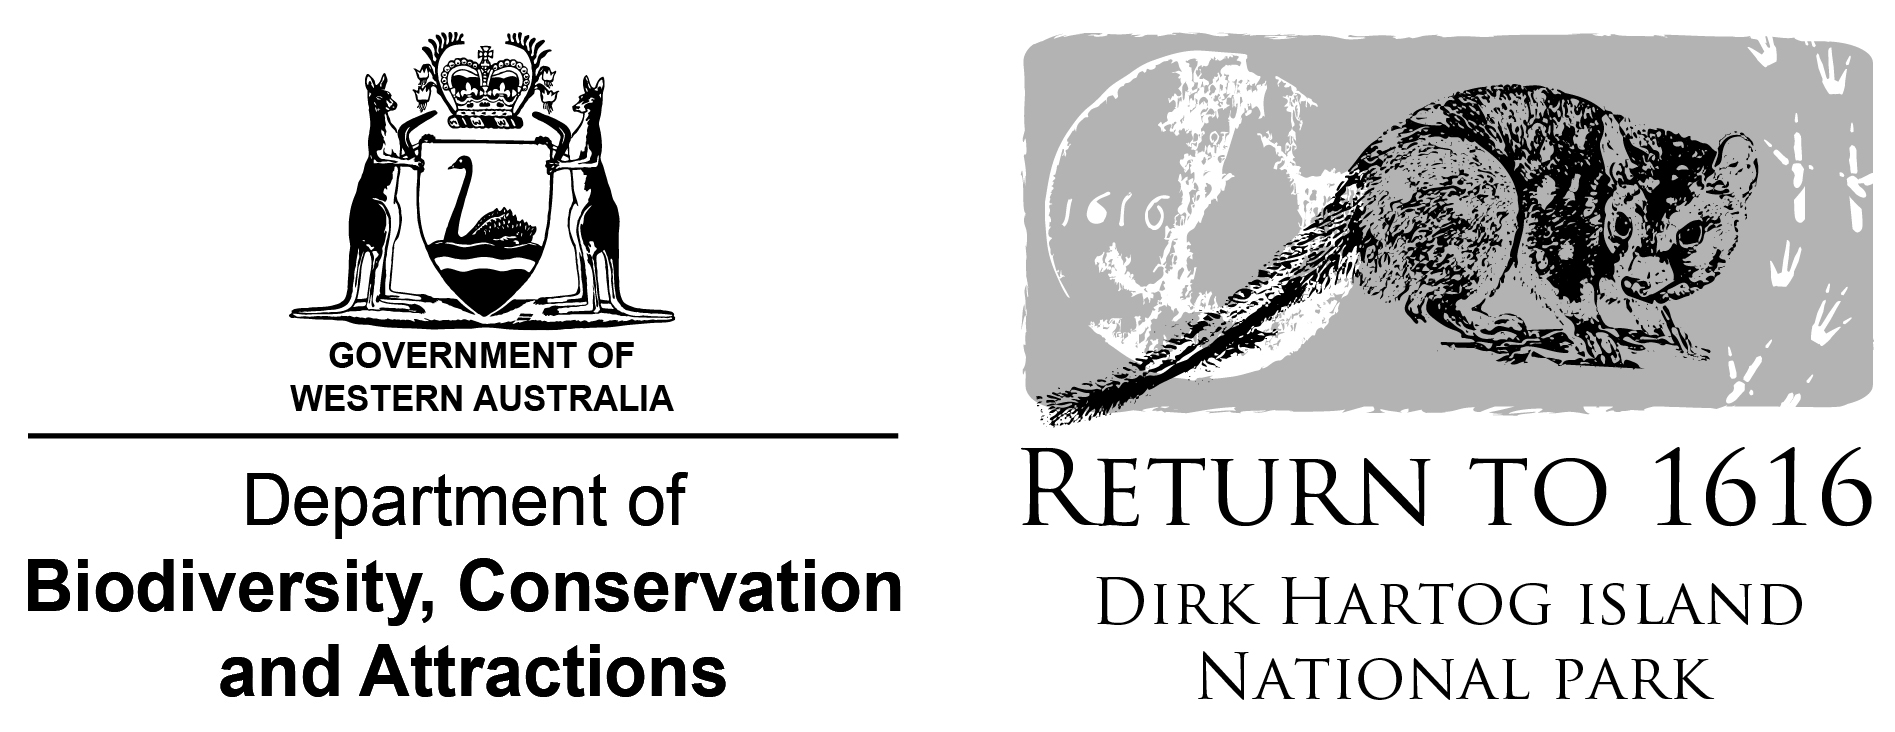 GOVERNMENT OF
WESTERN AUSTRALIA
Department of
Biodiversity, Conservation
and Attractions
1616
RETURN TO 1616
DIRK HARTOG ISLAND
NATIONAL PARK